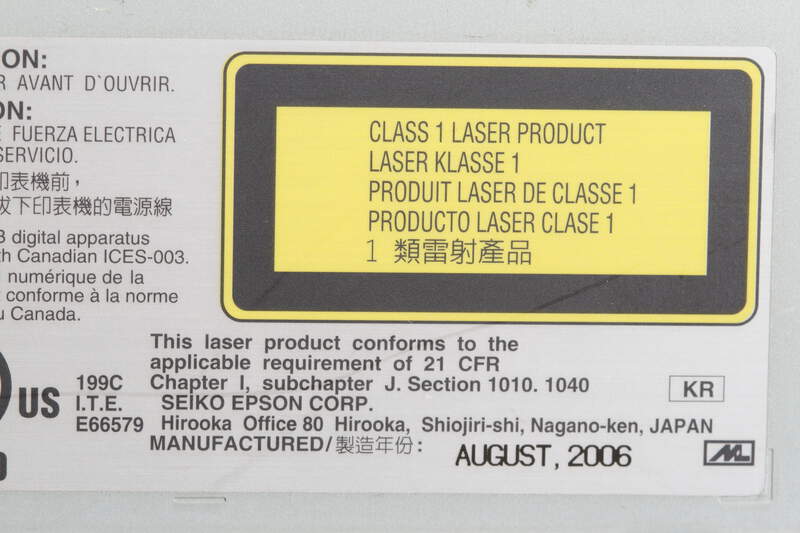 ON:
R AVANT D`OUVRIR.
ON:
FUERZA ELECTRICA
SERVICIO.
印表機前，
拔下印表機的電源線
B digital apparatus
th Canadian ICES-003.
numérique de la
t conforme à la norme
u Canada.
CLASS 1 LASER PRODUCT
LASER KLASSE 1
PRODUIT LASER DE CLASSE 1
PRODUCTO LASER CLASE 1
1 類雷射產品
This laser product conforms to the
applicable requirement of 21 CFR
Chapter I, subchapter J. Section 1010. 1040
US
199C
I.T.E.
E66579
SEIKO EPSON CORP.
Hirooka Office 80 Hirooka, Shiojiri-shi, Nagano-ken, JAPAN
MANUFACTURED/製造年份:
AUGUST, 2006
KR
ML